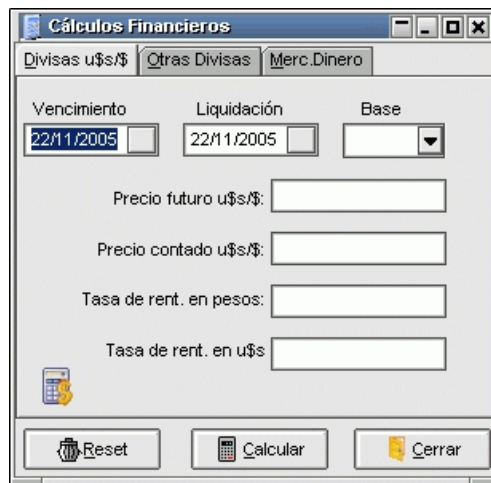 Cálculos Financieros
Divisas u$s/$ Otras Divisas Merc.Dinero
Vencimiento Liquidación Base
22/11/2005 22/11/2005
Precio futuro u$s/$:
Precio contado u$s/$:
Tasa de rent. en pesos:
Tasa de rent. en u$s
Reset Calcular Cerrar